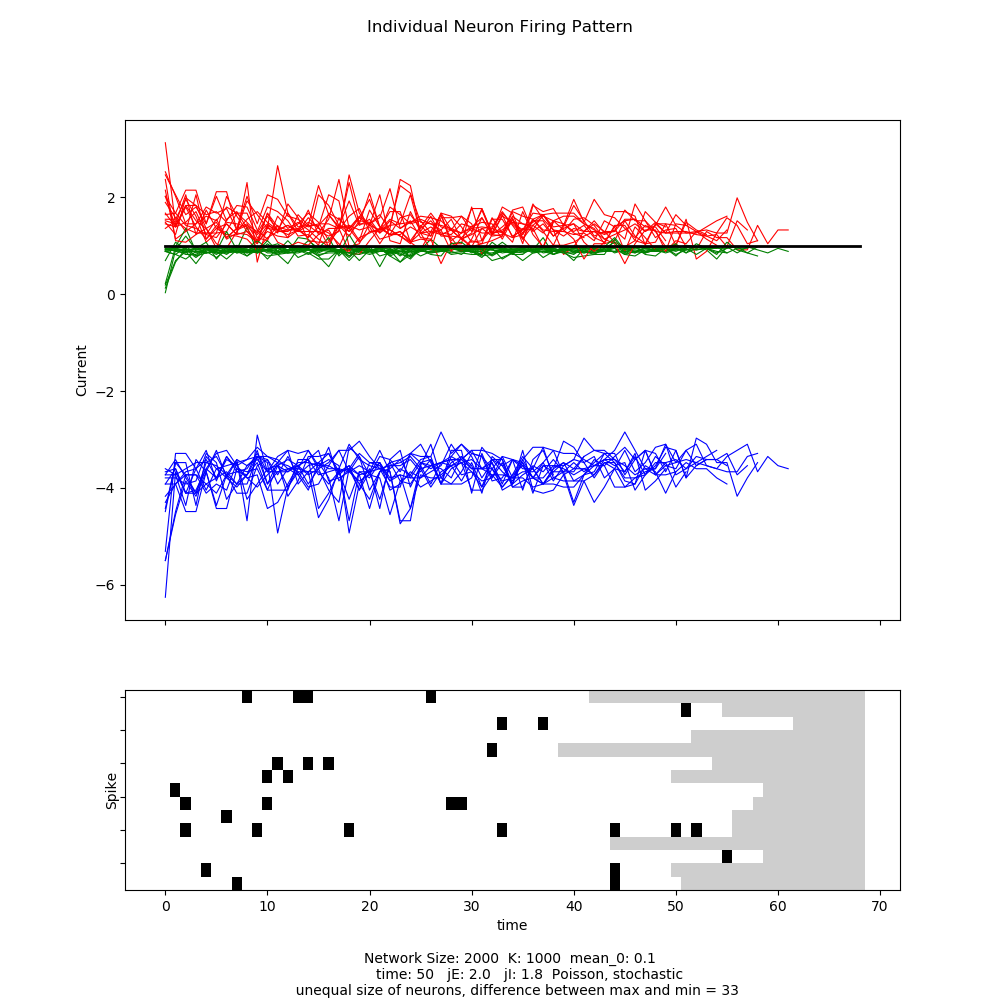 Individual Neuron Firing Pattern
2
0
−2
−4
−6
Current
Spike
0 10 20 30 40 50 60 70
time
Network Size: 2000 K: 1000 mean_0: 0.1
time: 50 jE: 2.0 jI: 1.8 Poisson, stochastic
unequal size of neurons, difference between max and min = 33